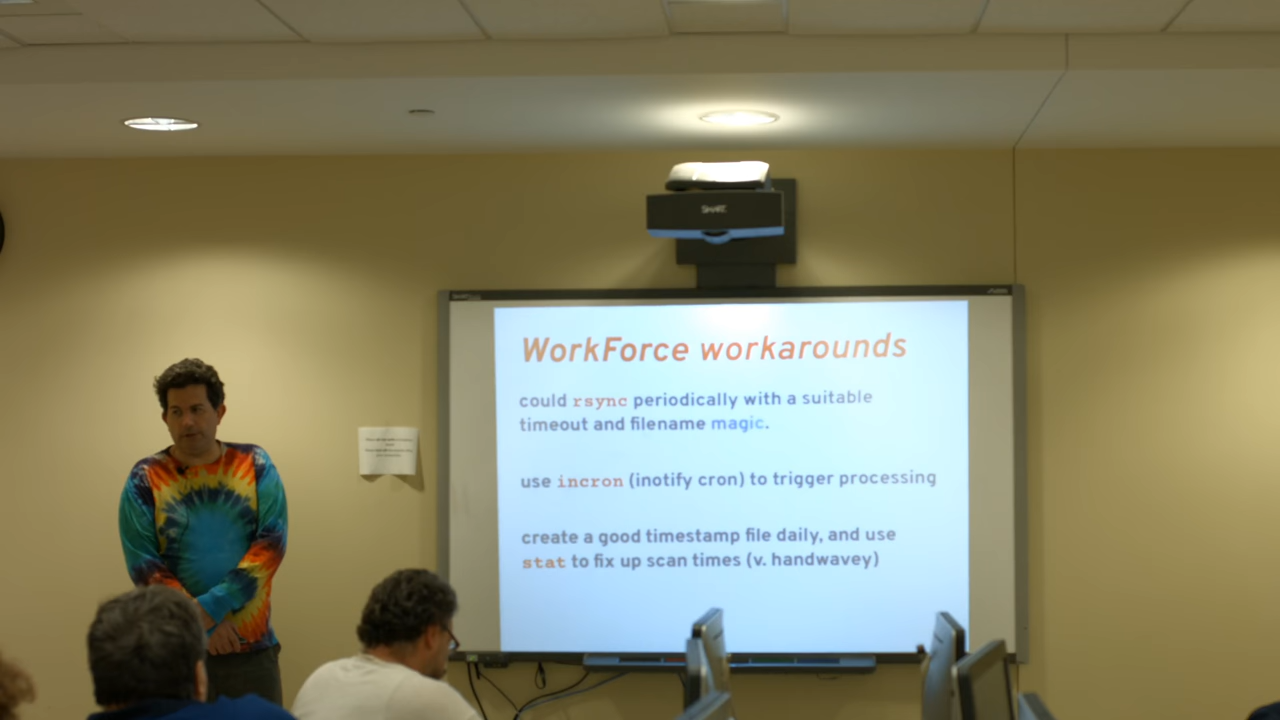 SMART
WorkForce workarounds
could rsync periodically with a suitable
timeout and filename magic.
use incron (inotify cron) to trigger processing
create a good timestamp file daily, and use
stat to fix up scan times (v. handwavey)